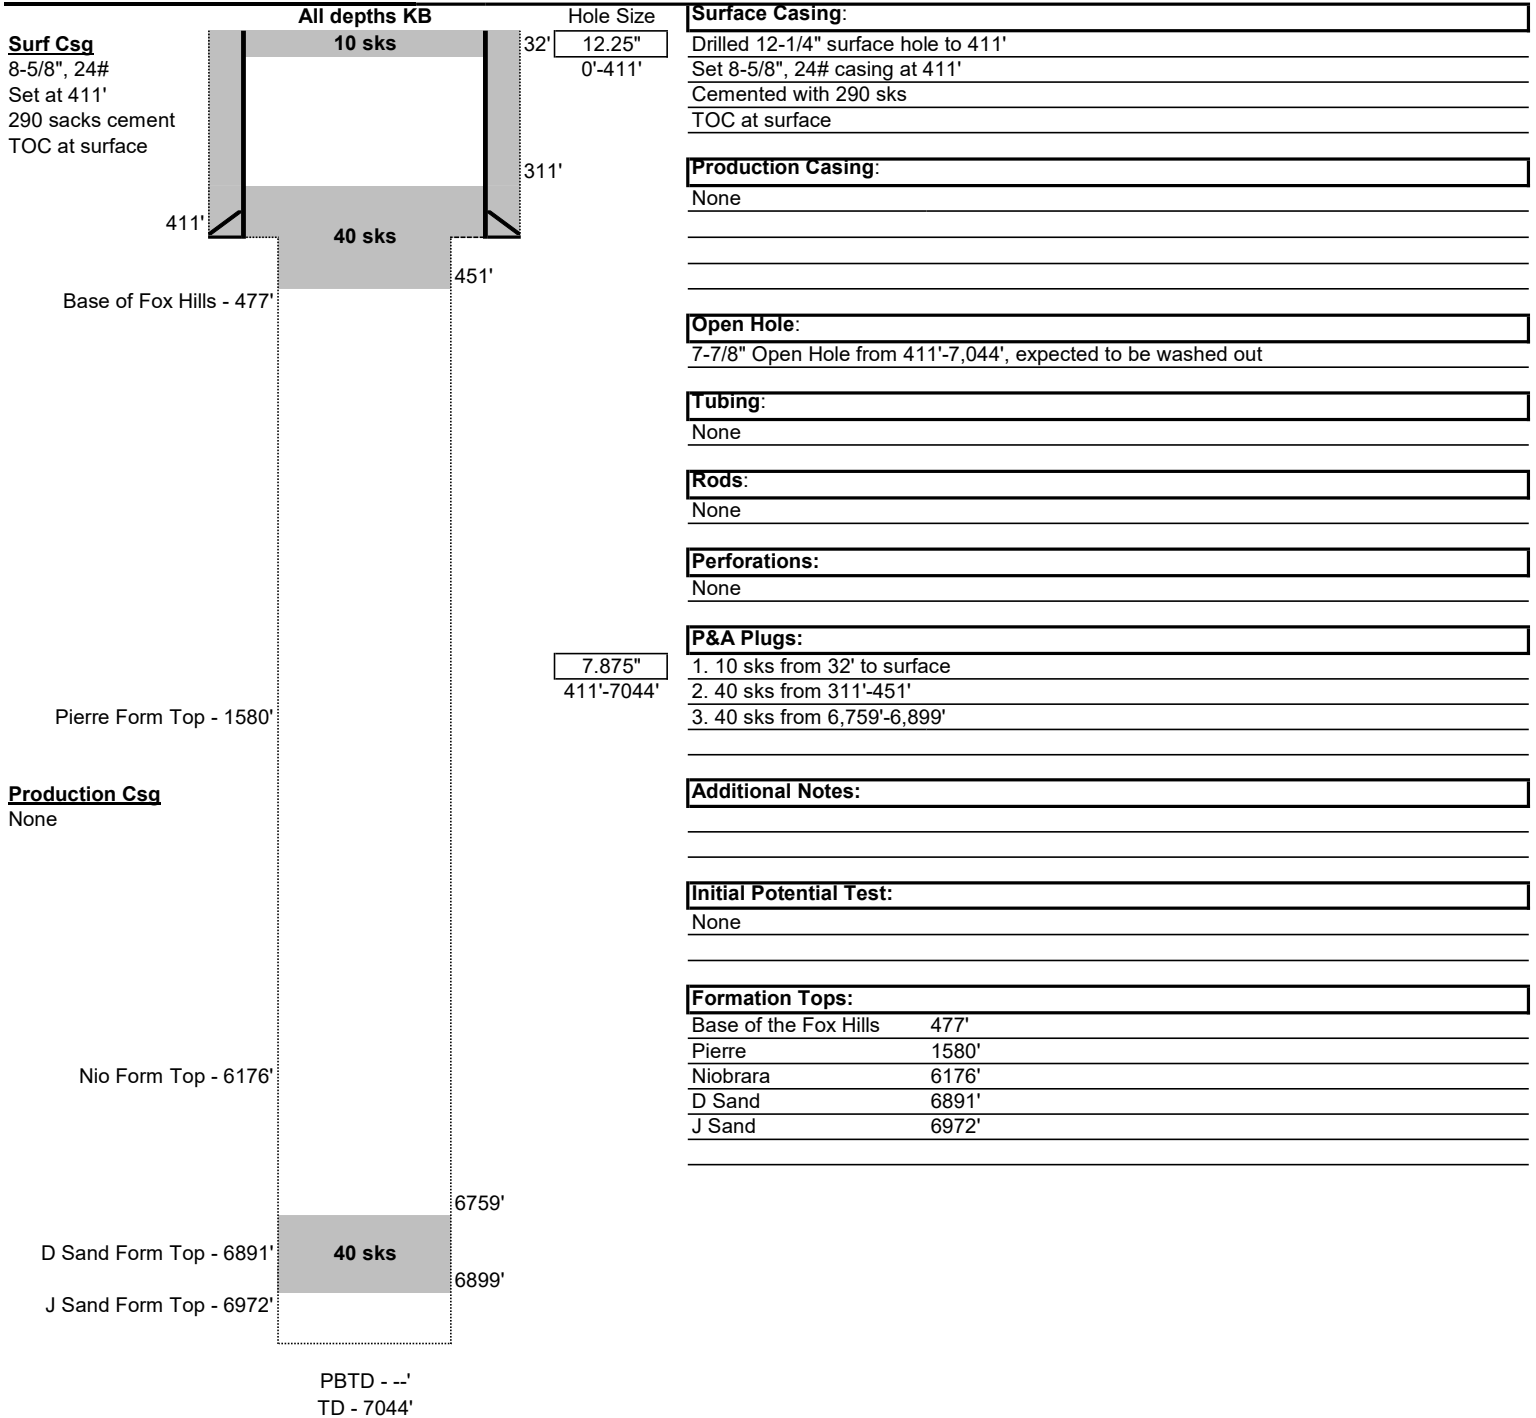 All depths KB
Hole Size
Surf Csg
8-5/8", 24#
Set at 411'
290 sacks cement
TOC at surface
10 sks
32'
12.25"
0'-411'
311'
411'
40 sks
451'
Base of Fox Hills - 477'
7.875"
411'-7044'
Pierre Form Top - 1580'
Production Csg
None
Nio Form Top - 6176'
6759'
D Sand Form Top - 6891'
40 sks
6899'
J Sand Form Top - 6972'
PBTD - --'
TD - 7044'
Surface Casing:
Drilled 12-1/4" surface hole to 411'
Set 8-5/8", 24# casing at 411'
Cemented with 290 sks
TOC at surface
Production Casing:
None
Open Hole:
7-7/8" Open Hole from 411'-7,044', expected to be washed out
Tubing:
None
Rods:
None
Perforations:
None
P&A Plugs:
1. 10 sks from 32' to surface
2. 40 sks from 311'-451'
3. 40 sks from 6,759'-6,899'
Additional Notes:
Initial Potential Test:
None
Formation Tops:
Base of the Fox Hills 477'
Pierre 1580'
Niobrara 6176'
D Sand 6891'
J Sand 6972'